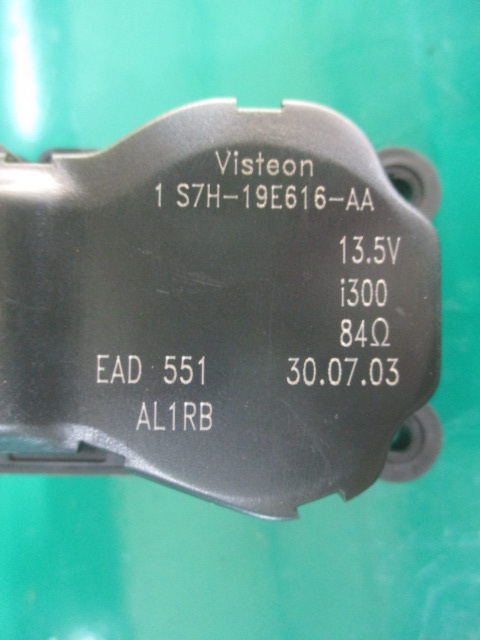 Visteon
1 S7H-19E616-AA
13.5V
i300
84Ω
EAD 551 30.07.03
AL1RB